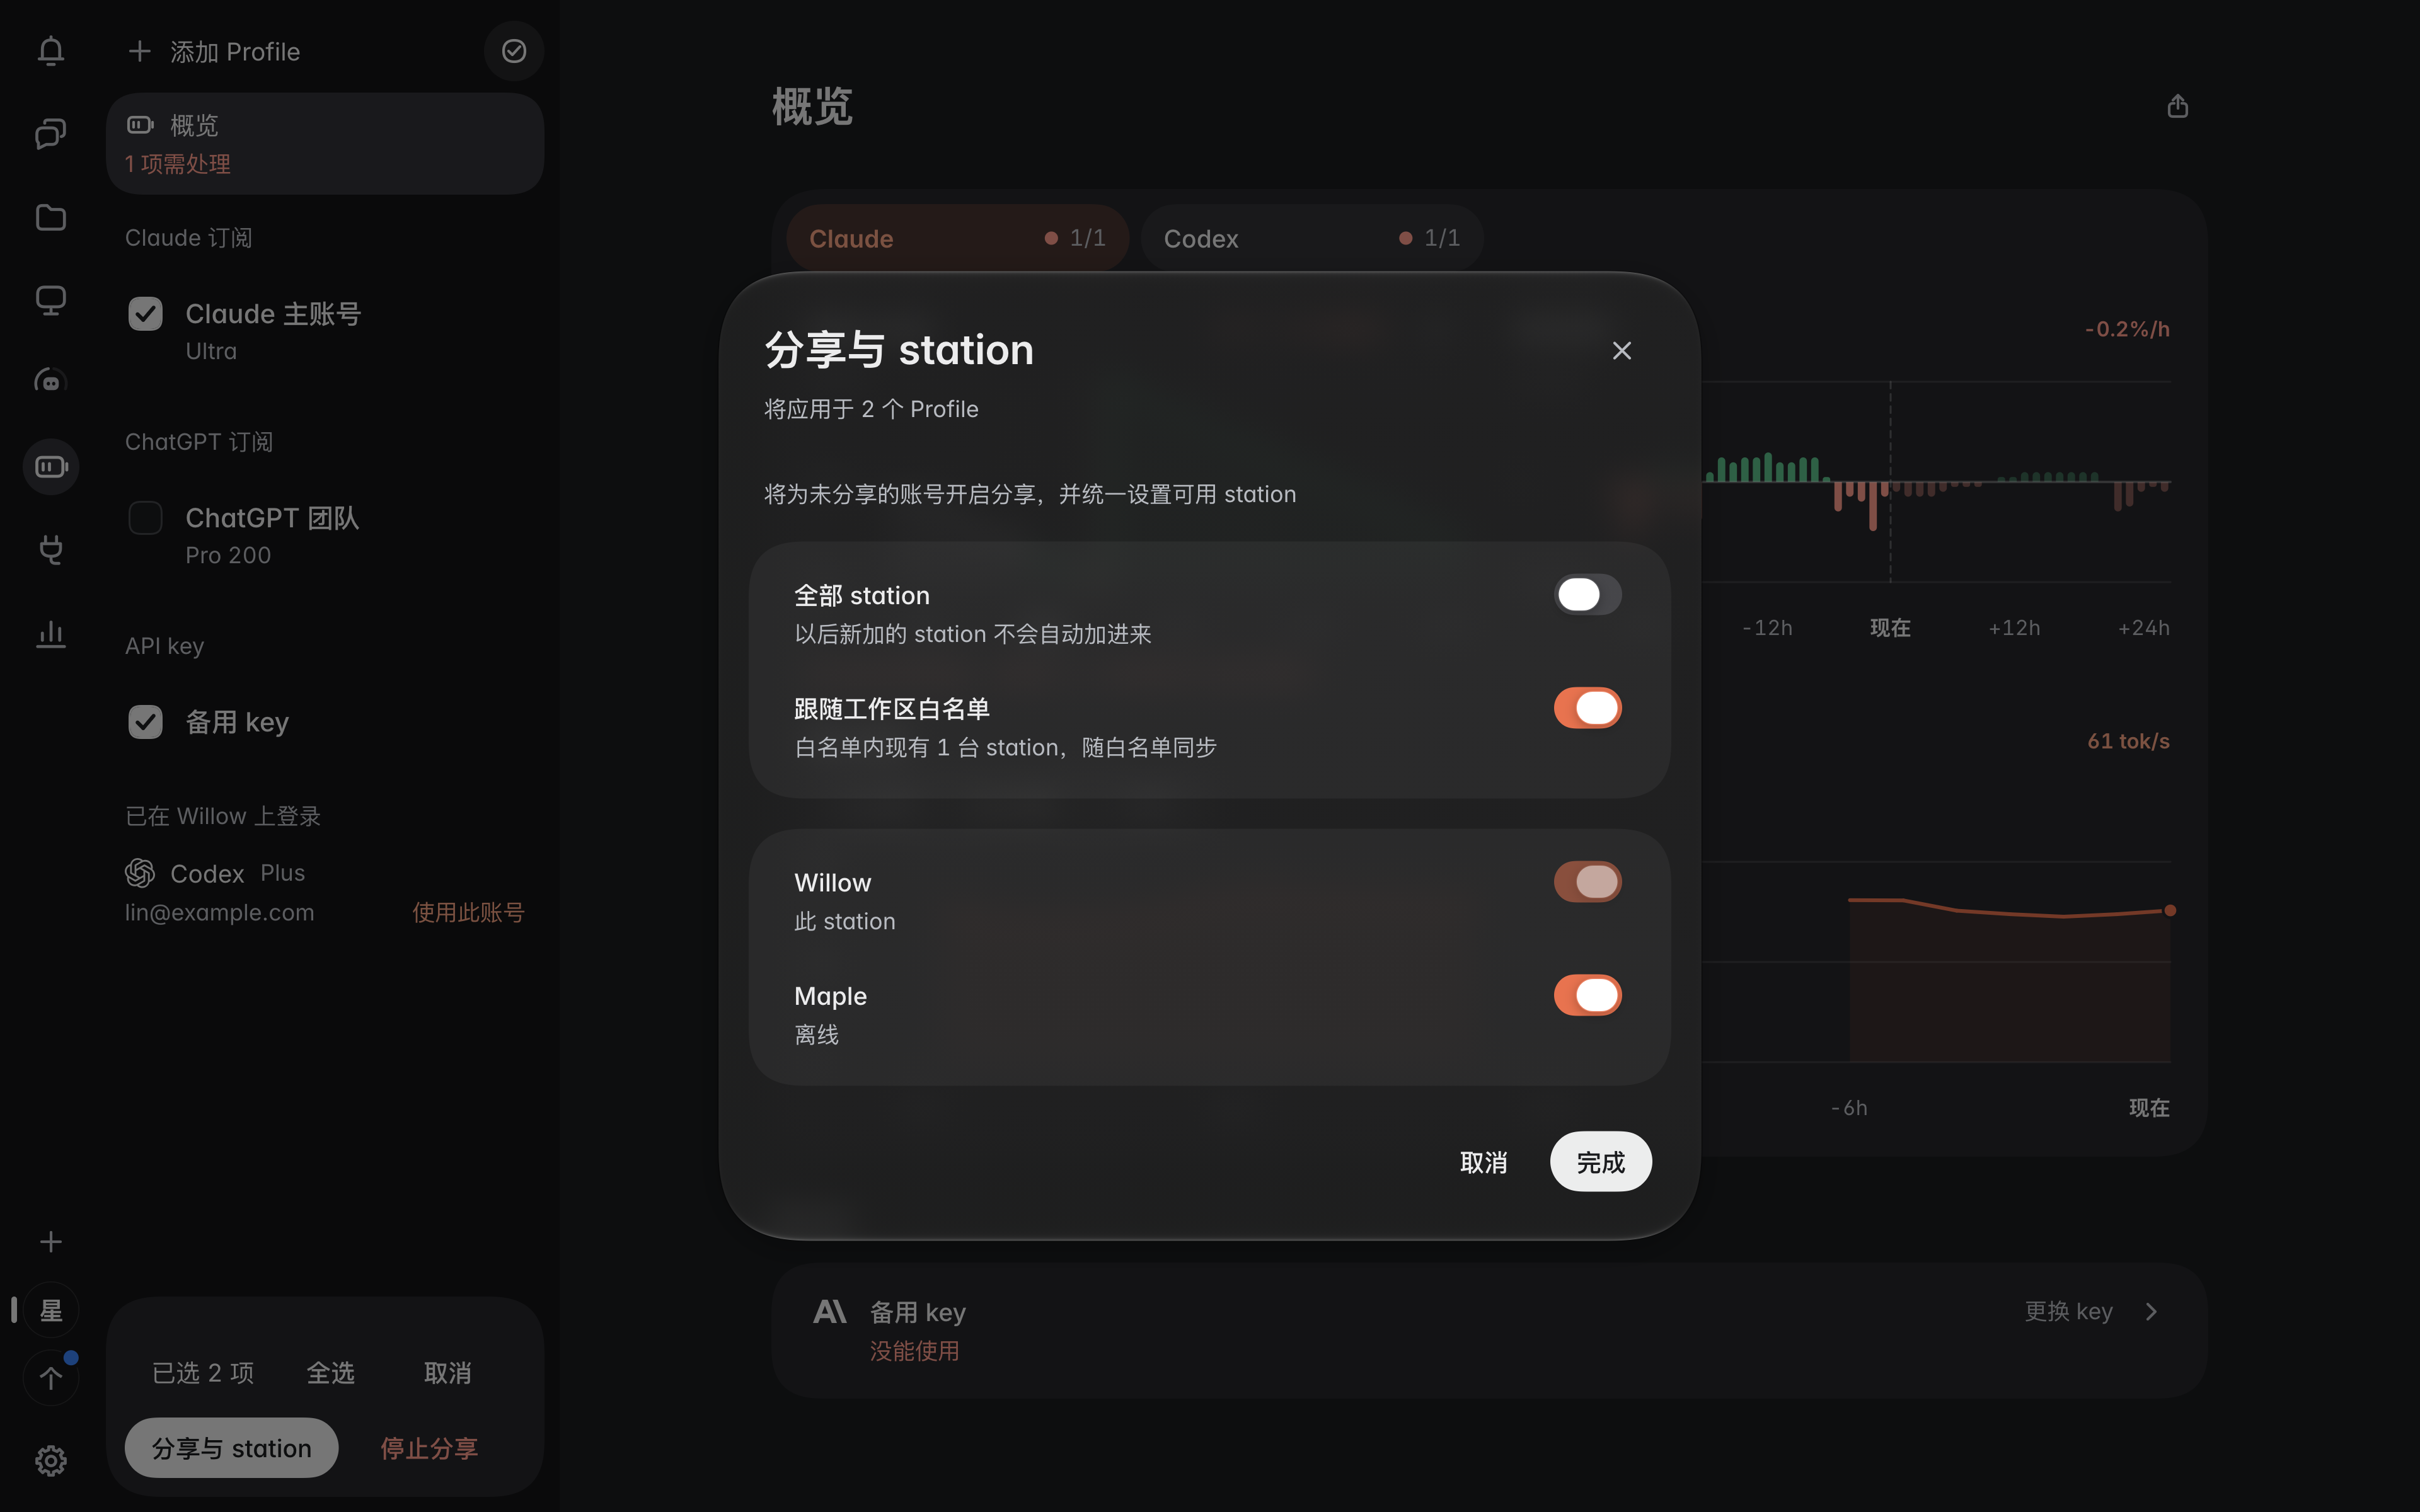 添加 Profile
概览
1 项需处理
Claude 订阅
Claude 主账号
Ultra
ChatGPT 订阅
ChatGPT 团队
Pro 200
API key
备用 key
已在 Willow 上登录
Codex Plus
lin@example.com 使用此账号
星
个
已选 2 项 全选 取消
分享与 station 停止分享
概览
Claude 1/1 Codex 1/1
-0.2%/h
-12h 现在 +12h +24h
61 tok/s
-6h 现在
分享与 station
将应用于 2 个 Profile
将为未分享的账号开启分享，并统一设置可用 station
全部 station
以后新加的 station 不会自动加进来
跟随工作区白名单
白名单内现有 1 台 station，随白名单同步
Willow
此 station
Maple
离线
取消 完成
备用 key 更换 key
没能使用